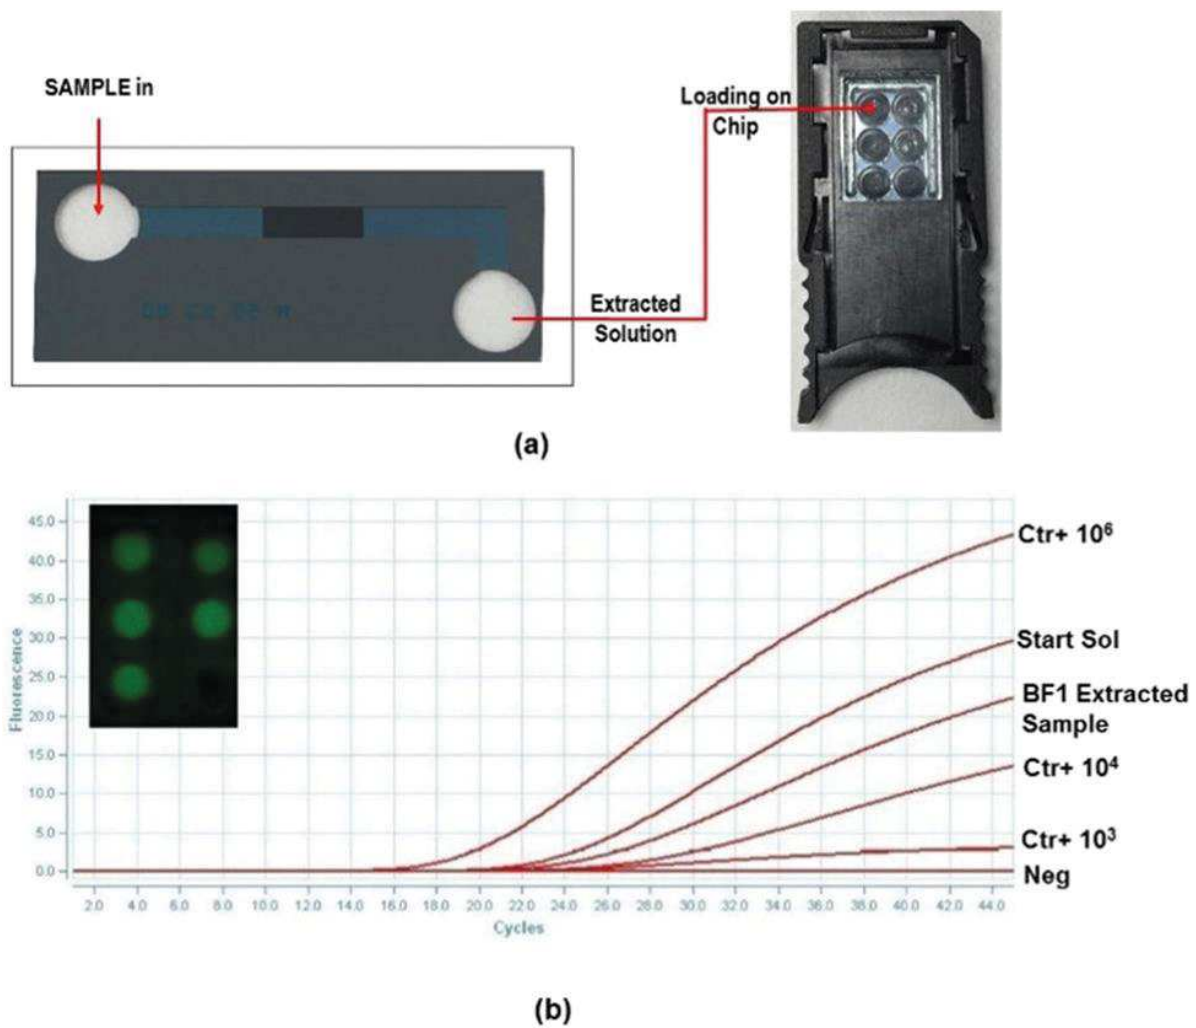 SAMPLE in
Loading on
Chip
Extracted
Solution
(a)
45.0
40.0
35.0
30.0
25.0
20.0
15.0
10.0
5.0
0.0
Fluorescence
2.0 4.0 6.0 8.0 10.0 12.0 14.0 16.0 18.0 20.0 22.0 24.0 26.0 28.0 30.0 32.0 34.0 36.0 38.0 40.0 42.0 44.0
Cycles
Ctr+ 10⁶
Start Sol
BF1 Extracted
Sample
Ctr+ 10⁴
Ctr+ 10³
Neg
(b)